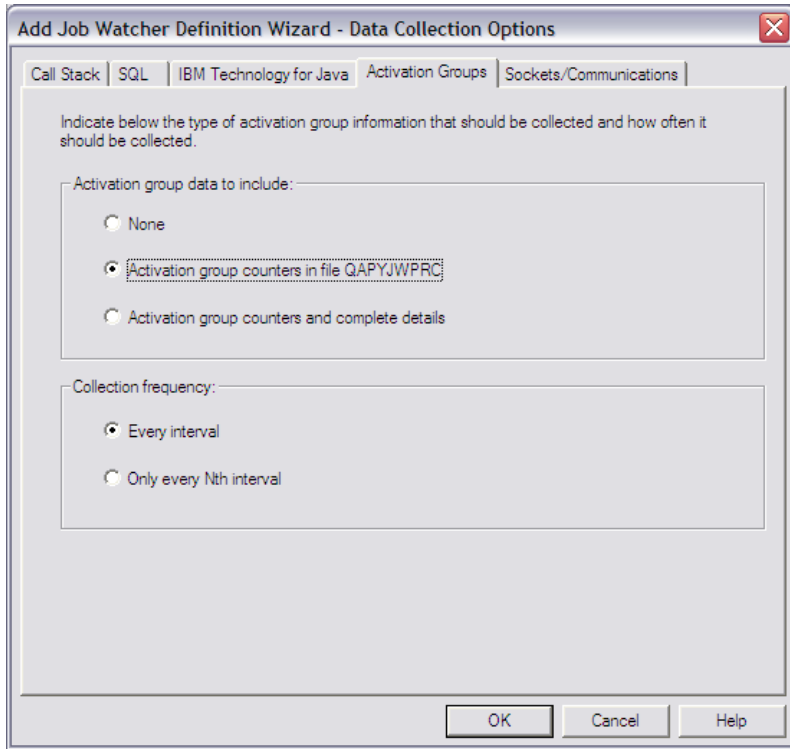 Add Job Watcher Definition Wizard - Data Collection Options
Call Stack
SQL
IBM Technology for Java
Activation Groups
Sockets/Communications
Indicate below the type of activation group information that should be collected and how often it
should be collected.
Activation group data to include:
None
Activation group counters in file QAPYJWPRC
Activation group counters and complete details
Collection frequency:
Every interval
Only every Nth interval
OK
Cancel
Help